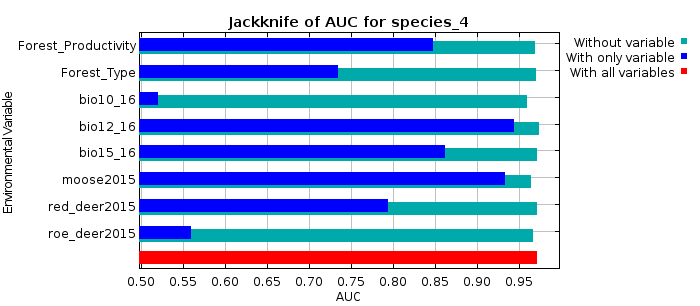 Jackknife of AUC for species_4
Environmental Variable
Forest_Productivity
Forest_Type
bio10_16
bio12_16
bio15_16
moose2015
red_deer2015
roe_deer2015
Without variable
With only variable
With all variables
0.50 0.55 0.60 0.65 0.70 0.75 0.80 0.85 0.90 0.95
AUC